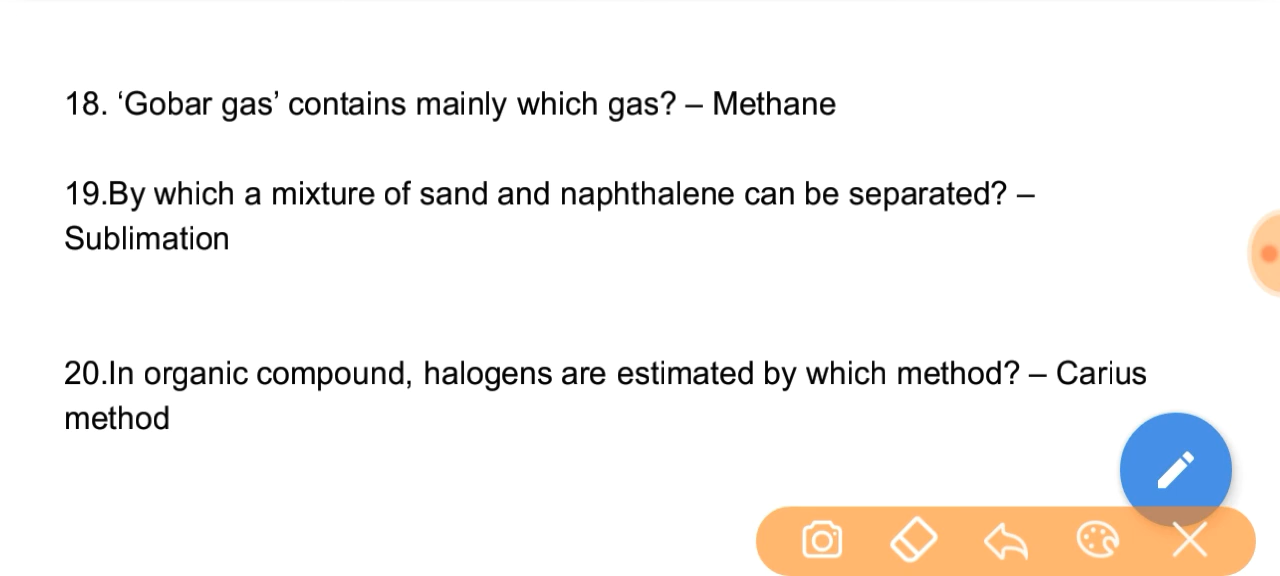 18. ‘Gobar gas’ contains mainly which gas? – Methane
19.By which a mixture of sand and naphthalene can be separated? –
Sublimation
20.In organic compound, halogens are estimated by which method? – Carius
method